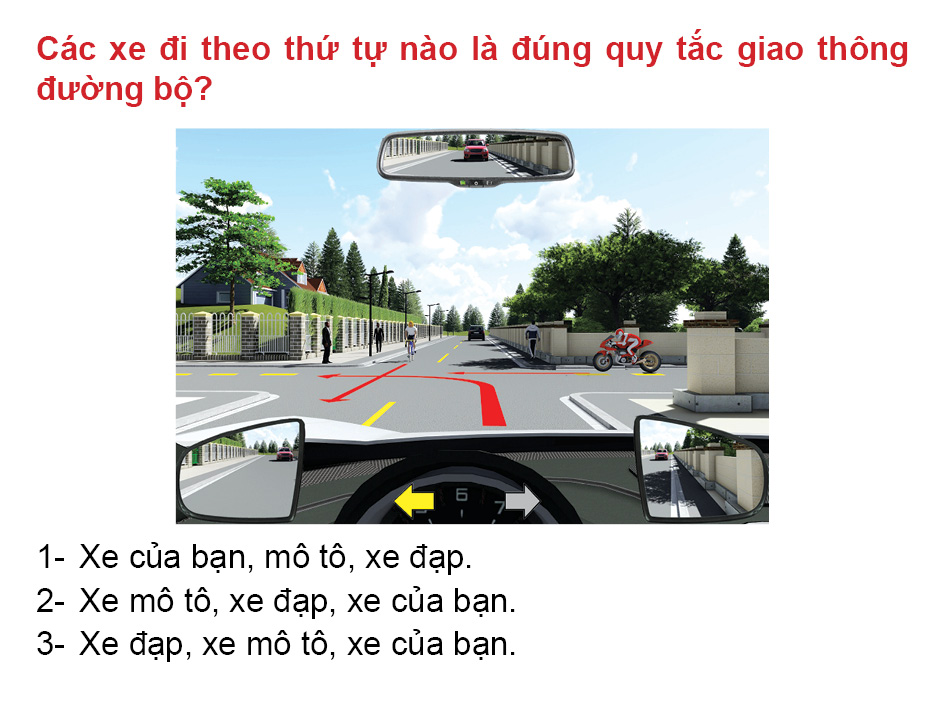 Các xe đi theo thứ tự nào là đúng quy tắc giao thông
đường bộ?
6
7
1- Xe của bạn, mô tô, xe đạp.
2- Xe mô tô, xe đạp, xe của bạn.
3- Xe đạp, xe mô tô, xe của bạn.